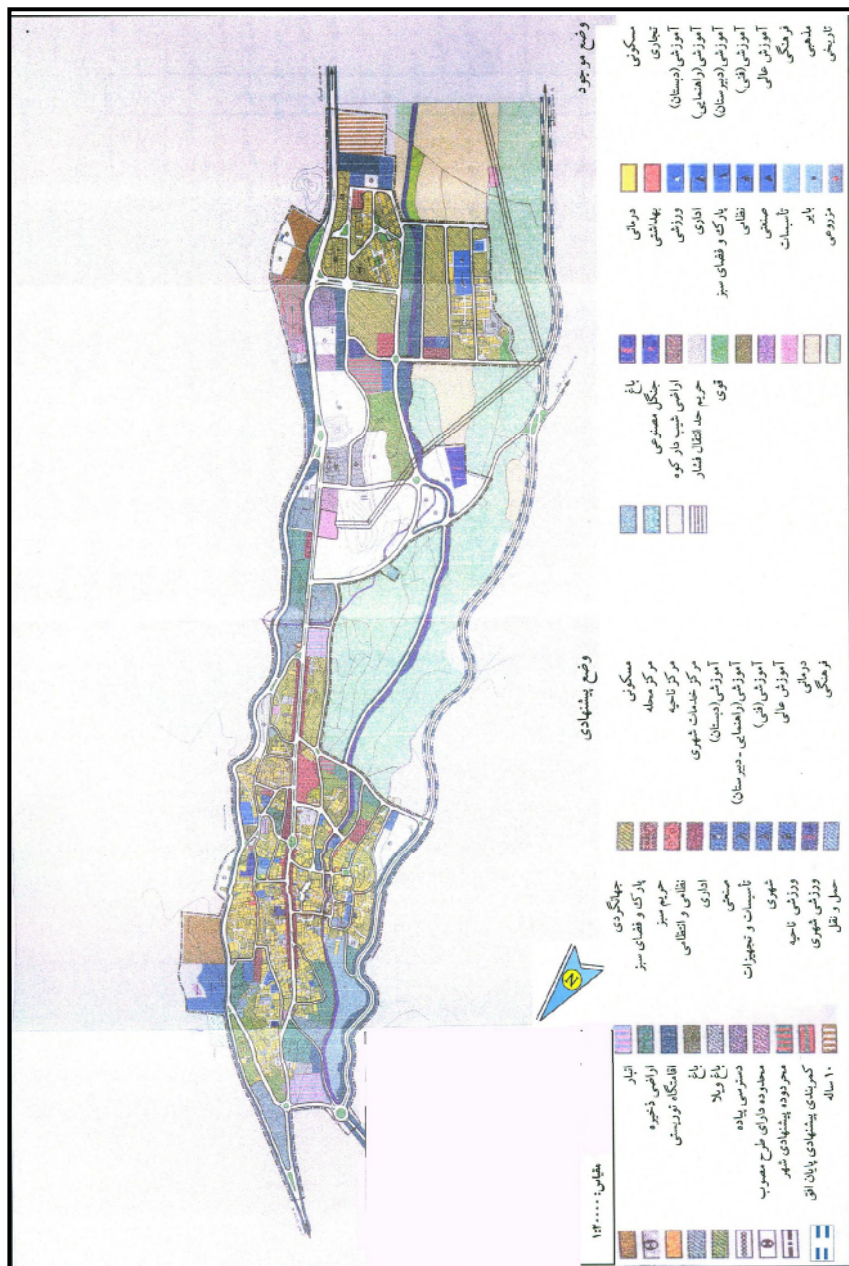 وضع موجود
مسکونی
تجاری
آموزشی(دبستان)
آموزشی(راهنمایی)
آموزشی(دبیرستان)
آموزشی(فنی)
آموزش عالی
فرهنگی
مذهبی
تاریخی
درمانی
بهداشتی
ورزشی
اداری
پارک و فضای سبز
نظامی
صنعتی
تأسیسات
بایر
مزروعی
باغ
جنگل مصنوعی
اراضی شیب دار کوه
حریم حد انتقال فشار
قوی
وضع پیشنهادی
مسکونی
مرکز محله
مرکز ناحیه
مرکز خدمات شهری
آموزشی(دبستان)
آموزشی(راهنمایی - دبیرستان)
آموزشی(فنی)
آموزش عالی
درمانی
فرهنگی
جهانگردی
پارک و فضای سبز
حریم سبز
نظامی و انتظامی
اداری
صنعتی
تأسیسات و تجهیزات
شهری
ورزشی ناحیه
ورزشی شهری
حمل و نقل
انبار
اراضی ذخیره
اقامتگاه توریستی
باغ
باغ ویلا
دسترسی پیاده
محدوده دارای طرح مصوب
محدوده پیشنهادی شهر
کمربندی پیشنهادی پایان افق
۱۰ ساله
مقیاس: ۱:۲۰۰۰۰
N